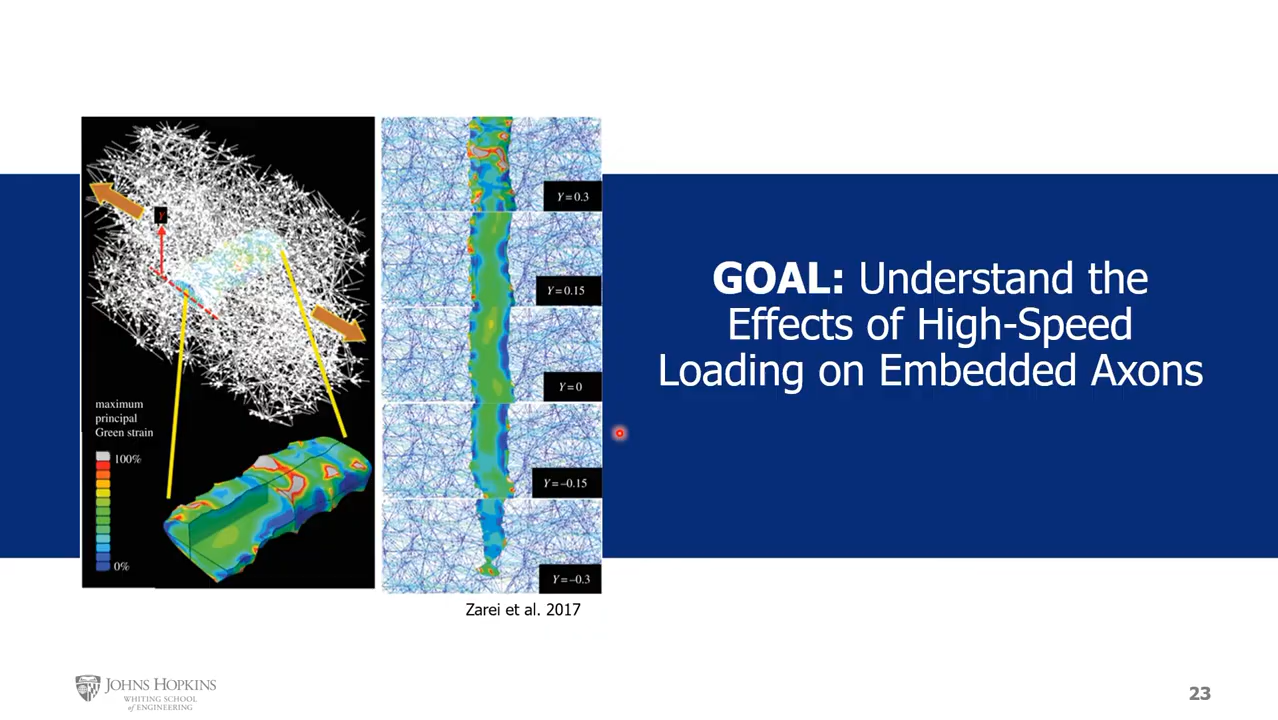 Y
maximum
principal
Green strain
100%
0%
Y = 0.3
Y = 0.15
Y = 0
Y = –0.15
Y = –0.3
Zarei et al. 2017
GOAL: Understand the
Effects of High-Speed
Loading on Embedded Axons
JOHNS HOPKINS
WHITING SCHOOL
of ENGINEERING
23